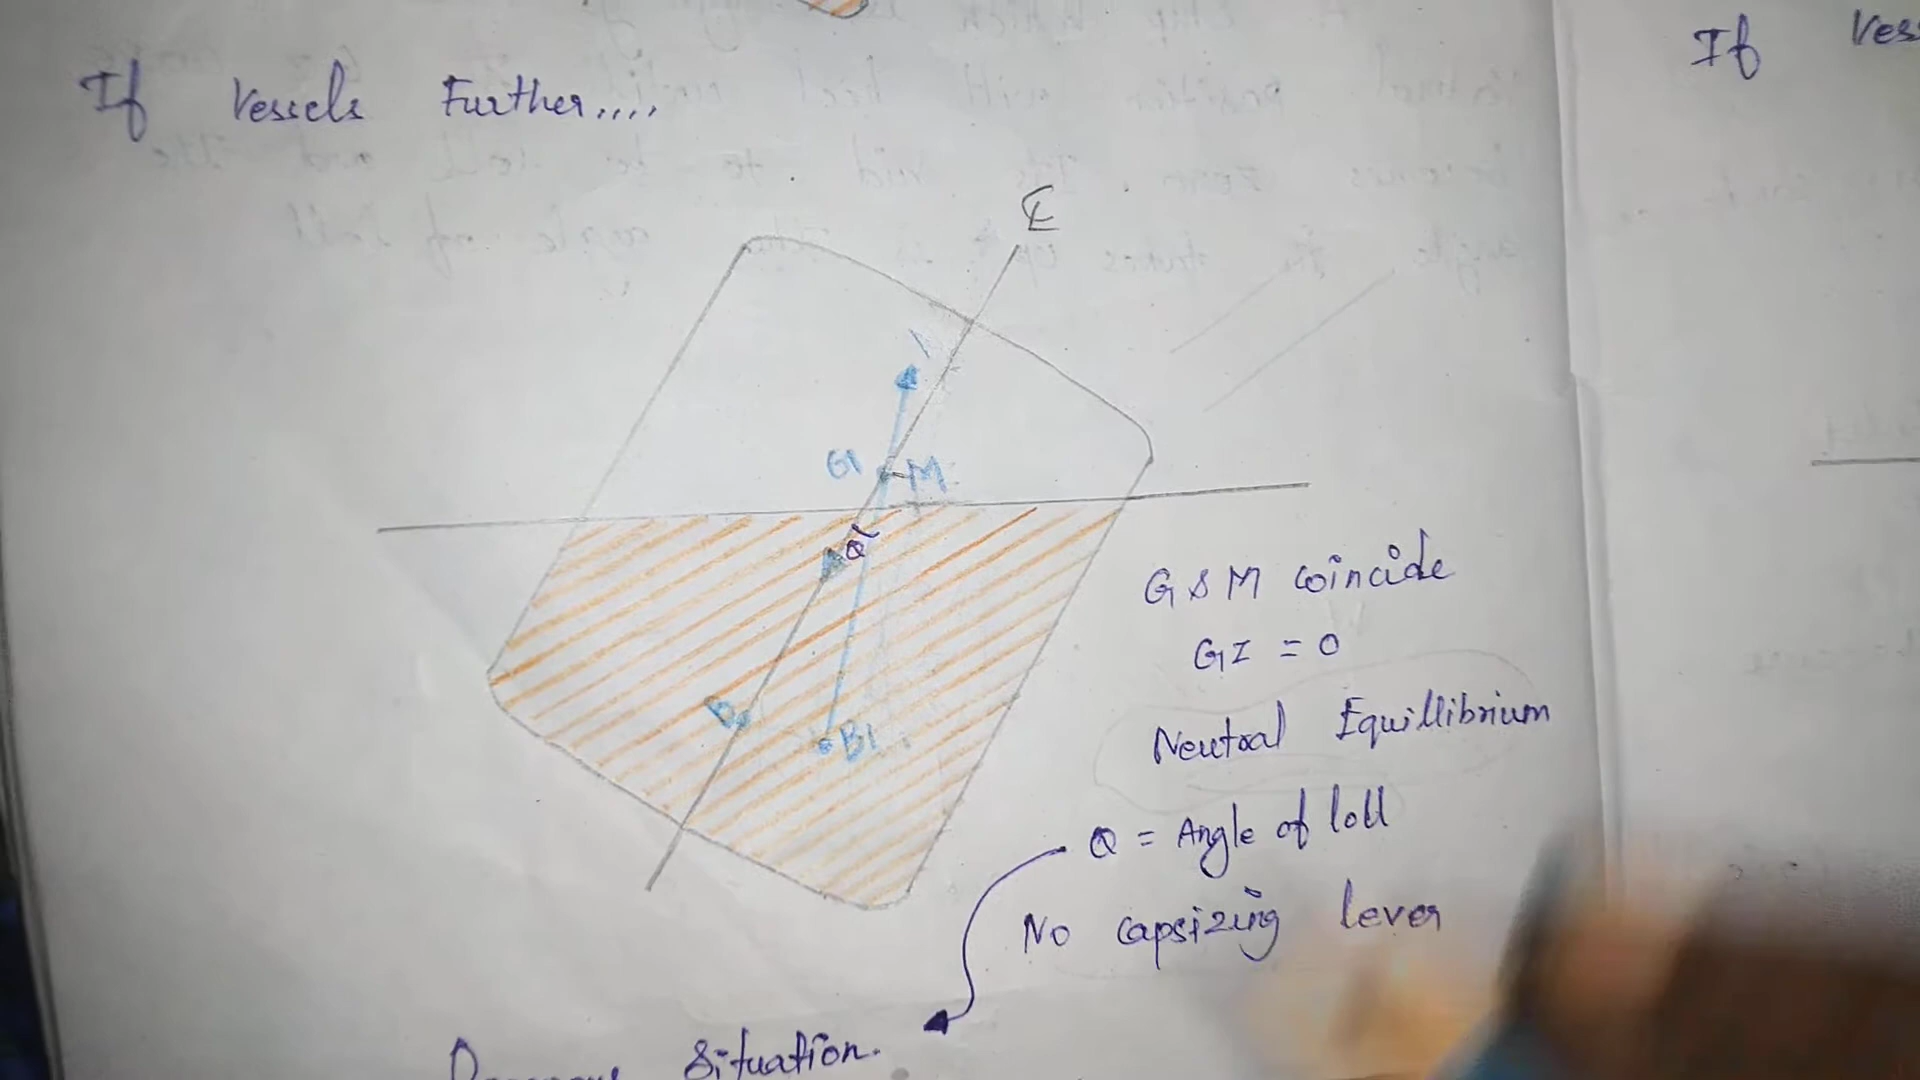 If Vessels Further....
If Ves
℄
G M
Q
B B1
G & M coincide
GZ = 0
Neutral Equillibrium
Q = Angle of loll
No capsizing lever
Situation.